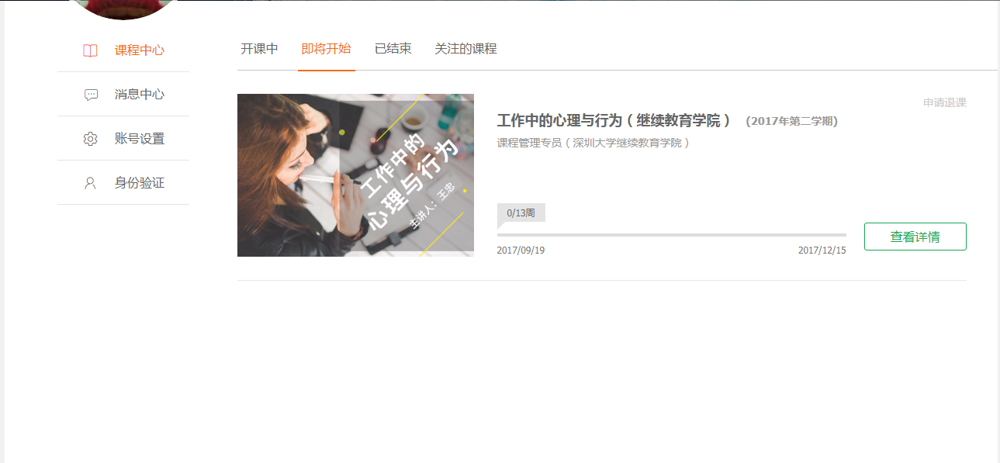 课程中心
消息中心
账号设置
身份验证
开课中 即将开始 已结束 关注的课程
申请退课
工作中的
心理与行为
主讲人：王忠
工作中的心理与行为（继续教育学院） (2017年第二学期)
课程管理专员（深圳大学继续教育学院）
0/13周
2017/09/19 2017/12/15
查看详情